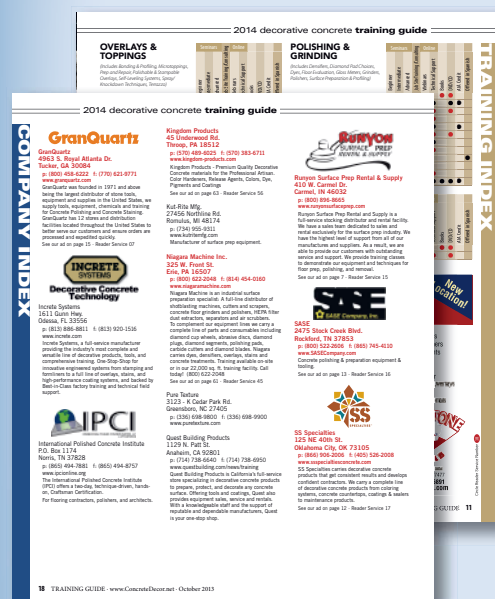 2014 decorative concrete training guide
OVERLAYS &
TOPPINGS
POLISHING &
GRINDING
Seminars
Online
Seminars
Online
TRAINING INDEX
2014 decorative concrete training guide
COMPANY INDEX
GranQuartz
GranQuartz
4963 S. Royal Atlanta Dr.
Tucker, GA 30084
p: (800) 458-6222 f: (770) 621-9771
www.granquartz.com
GranQuartz was founded in 1971 and above
being the largest distributor of stone tools,
equipment and supplies in the United States, we
supply tools, equipment, chemicals and training
for Concrete Polishing and Concrete Staining.
GranQuartz has 12 stores and distribution
facilities located throughout the United States to
better serve our customers and ensure orders are
processed and expedited quickly.
See our ad on page 15 - Reader Service 07
INCRETE
SYSTEMS
Decorative Concrete
Technology
Increte Systems
1611 Gunn Hwy.
Odessa, FL 33556
p: (813) 886-8811 f: (813) 920-1516
www.increte.com
Increte Systems, a full-service manufacturer
providing the industry's most complete and
versatile line of decorative products, tools, and
comprehensive training. One-Stop-Shop for
innovative engineered systems from stamping and
formliners to a full line of overlays, stains, and
high-performance coating systems, and backed by
Best-in-Class factory training and technical field
support.
IPCI
International Polished Concrete Institute
P.O. Box 1174
Norris, TN 37828
p: (865) 494-7881 f: (865) 494-8757
www.ipcionline.org
The International Polished Concrete Institute
(IPCI) offers a two-day, technique-driven, hands-
on, Craftsman Certification.
For flooring contractors, polishers, and architects.
Kingdom Products
45 Underwood Rd.
Throop, PA 18512
p: (570) 489-6025 f: (570) 383-6711
www.kingdom-products.com
Kingdom Products - Premium Quality Decorative
Concrete materials for the Professional Artisan.
Color Hardeners, Release Agents, Colors, Dye,
Pigments and Coatings
See our ad on page 63 - Reader Service 56
Kut-Rite Mfg.
27456 Northline Rd.
Romulus, MI 48174
p: (734) 955-9311
www.kutritemfg.com
Manufacturer of surface prep equipment.
Niagara Machine Inc.
325 W. Front St.
Erie, PA 16507
p: (800) 622-2048 f: (814) 454-0160
www.niagaramachine.com
Niagara Machine is an industrial surface
preparation specialist: A full-line distributor of
shotblasting machines, cutters and scrapers,
concrete floor grinders and polishers, HEPA filter
dust extractors, separators and air scrubbers.
To complement our equipment lines we carry a
complete line of parts and consumables including
diamond cup wheels, abrasive discs, diamond
plugs, diamond segments, polishing pads,
carbide cutters and diamond blades. Niagara
carries dyes, densifiers, overlays, stains and
concrete treatments. Training available on-site
or in our 22,000 sq. ft. training facility. Call
today! (800) 622-2048
See our ad on page 61 - Reader Service 45
Pure Texture
3123 - K Cedar Park Rd.
Greensboro, NC 27405
p: (336) 698-9000 f: (336) 698-9900
www.puretexture.com
Quest Building Products
1129 N. Patt St.
Anaheim, CA 92801
p: (714) 738-6640 f: (714) 738-6950
www.questbuilding.com/news/training
Quest Building Products is California's full-service
store specializing in decorative concrete products
to prepare, protect, and decorate any concrete
surface. Offering tools and coatings, Quest also
provides equipment sales, service and rentals.
With a knowledgeable staff and the support of
reputable and dependable manufacturers, Quest
is your one-stop shop.
RUNYON
SURFACE PREP
RENTAL & SUPPLY
Runyon Surface Prep Rental & Supply
410 W. Carmel Dr.
Carmel, IN 46032
p: (800) 896-8665
www.runyonsurfaceprep.com
Runyon Surface Prep Rental and Supply is a
full-service stocking distributor and rental facility.
We have a sales team dedicated to sales and
rental exclusively for the surface prep industry. We
have the highest level of support from all of our
manufactures and suppliers. As a result, we are
able to provide our customers with outstanding
service and support. We provide training classes
to demonstrate our equipment and techniques for
floor prep, polishing, and removal.
See our ad on page 7 - Reader Service 15
SASE
SASE Company, Inc.
SASE
2475 Stock Creek Blvd.
Rockford, TN 37853
p: (800) 522-2606 f: (865) 745-4110
www.SASECompany.com
Concrete polishing & preparation equipment &
tooling.
See our ad on page 13 - Reader Service 16
SS
SPECIALTIES
SS Specialties
125 NE 40th St.
Oklahoma City, OK 73105
p: (866) 906-2006 f: (405) 526-2008
www.ssspecialtiesconcrete.com
SS Specialties carries decorative concrete
products that get consistent results and develops
confident contractors. We carry a complete line
of decorative concrete products from coloring
systems, concrete countertops, coatings & sealers
to maintenance products.
See our ad on page 12 - Reader Service 17
New
Location!
GUIDE 11
18 TRAINING GUIDE · www.ConcreteDecor.net · October 2013